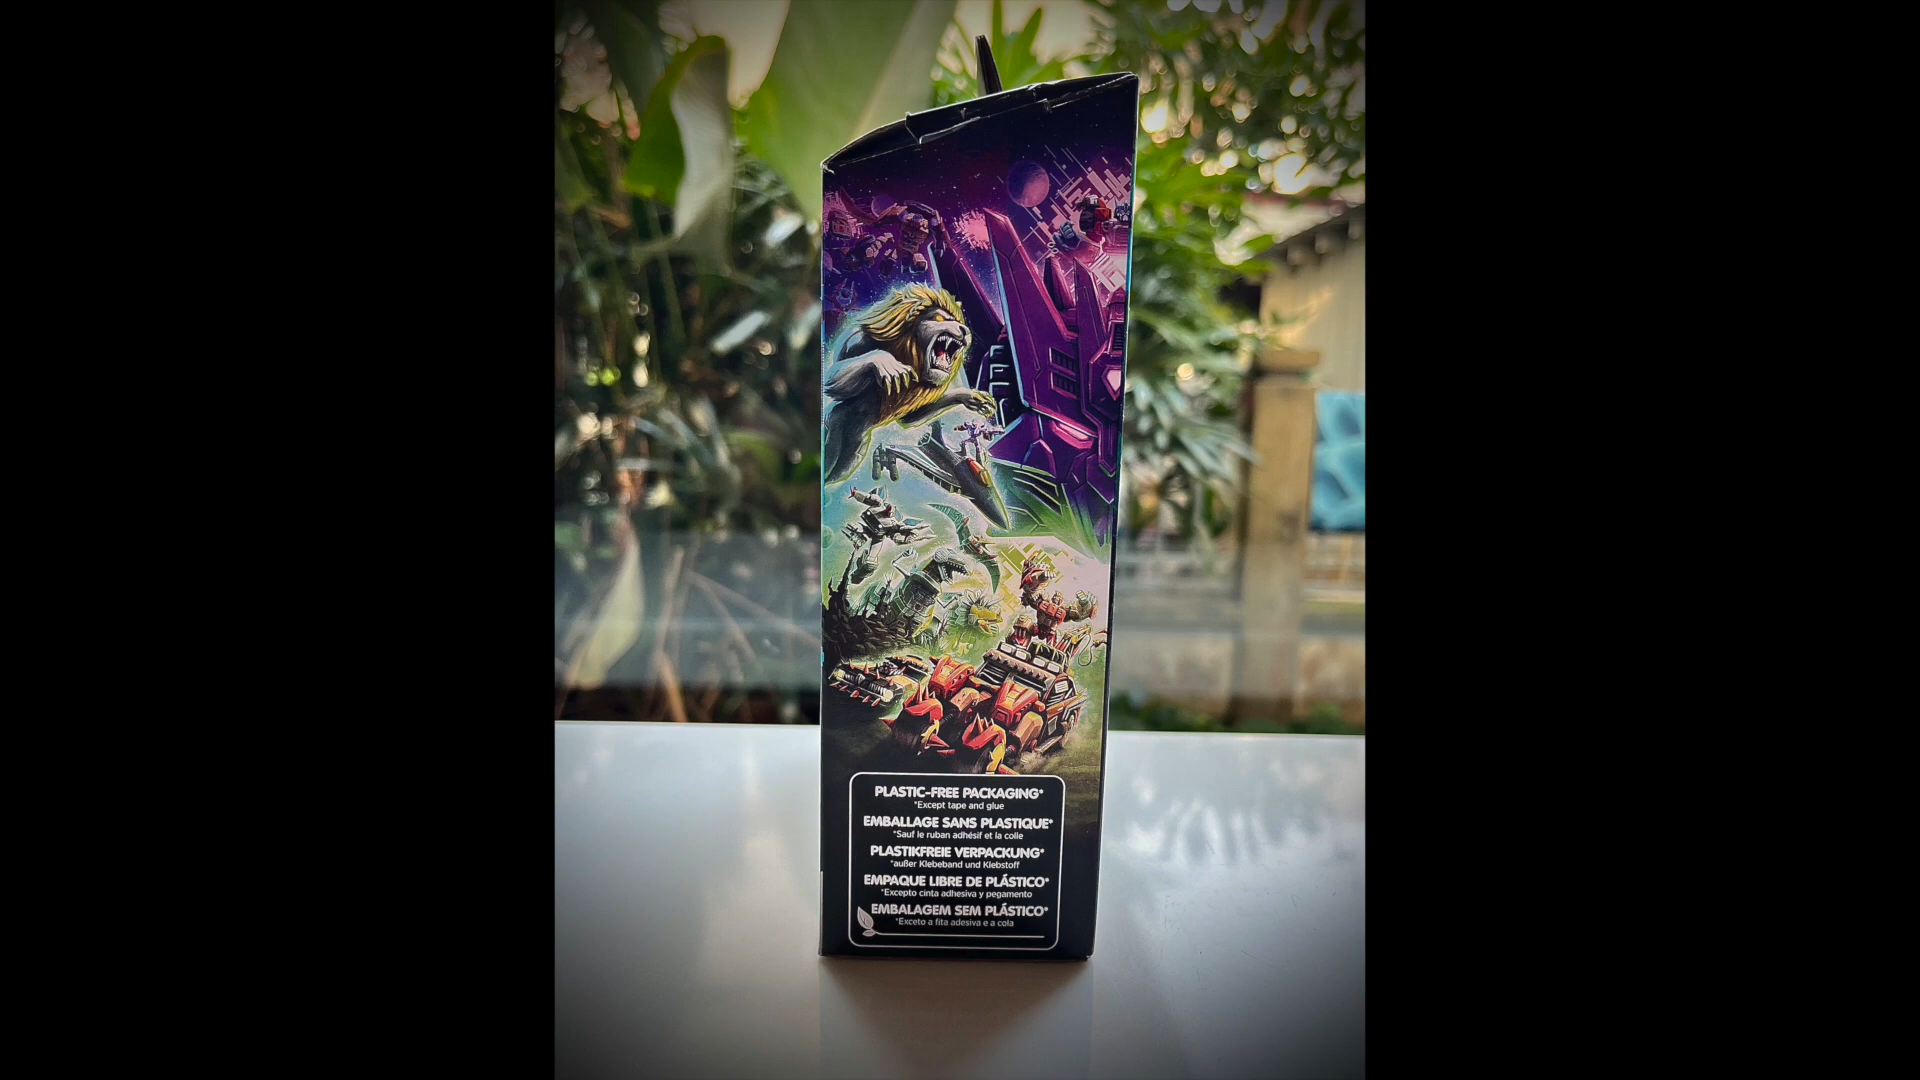 PLASTIC-FREE PACKAGING*
*Except tape and glue
EMBALLAGE SANS PLASTIQUE*
*Sauf le ruban adhésif et la colle
PLASTIKFREIE VERPACKUNG*
*außer Klebeband und Klebstoff
EMPAQUE LIBRE DE PLÁSTICO*
*Excepto cinta adhesiva y pegamento
EMBALAGEM SEM PLÁSTICO*
*Exceto a fita adesiva e a cola